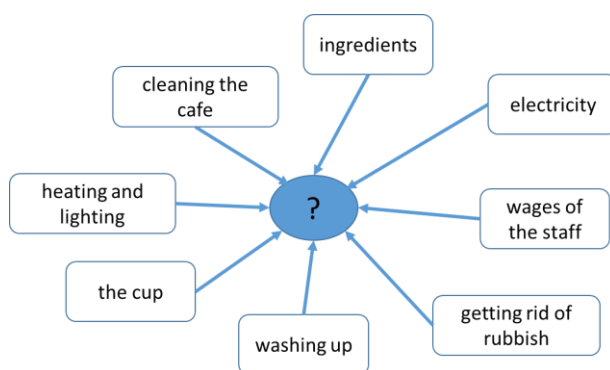 ingredients
cleaning the
cafe
electricity
heating and
lighting
?
wages of
the staff
the cup
washing up
getting rid of
rubbish